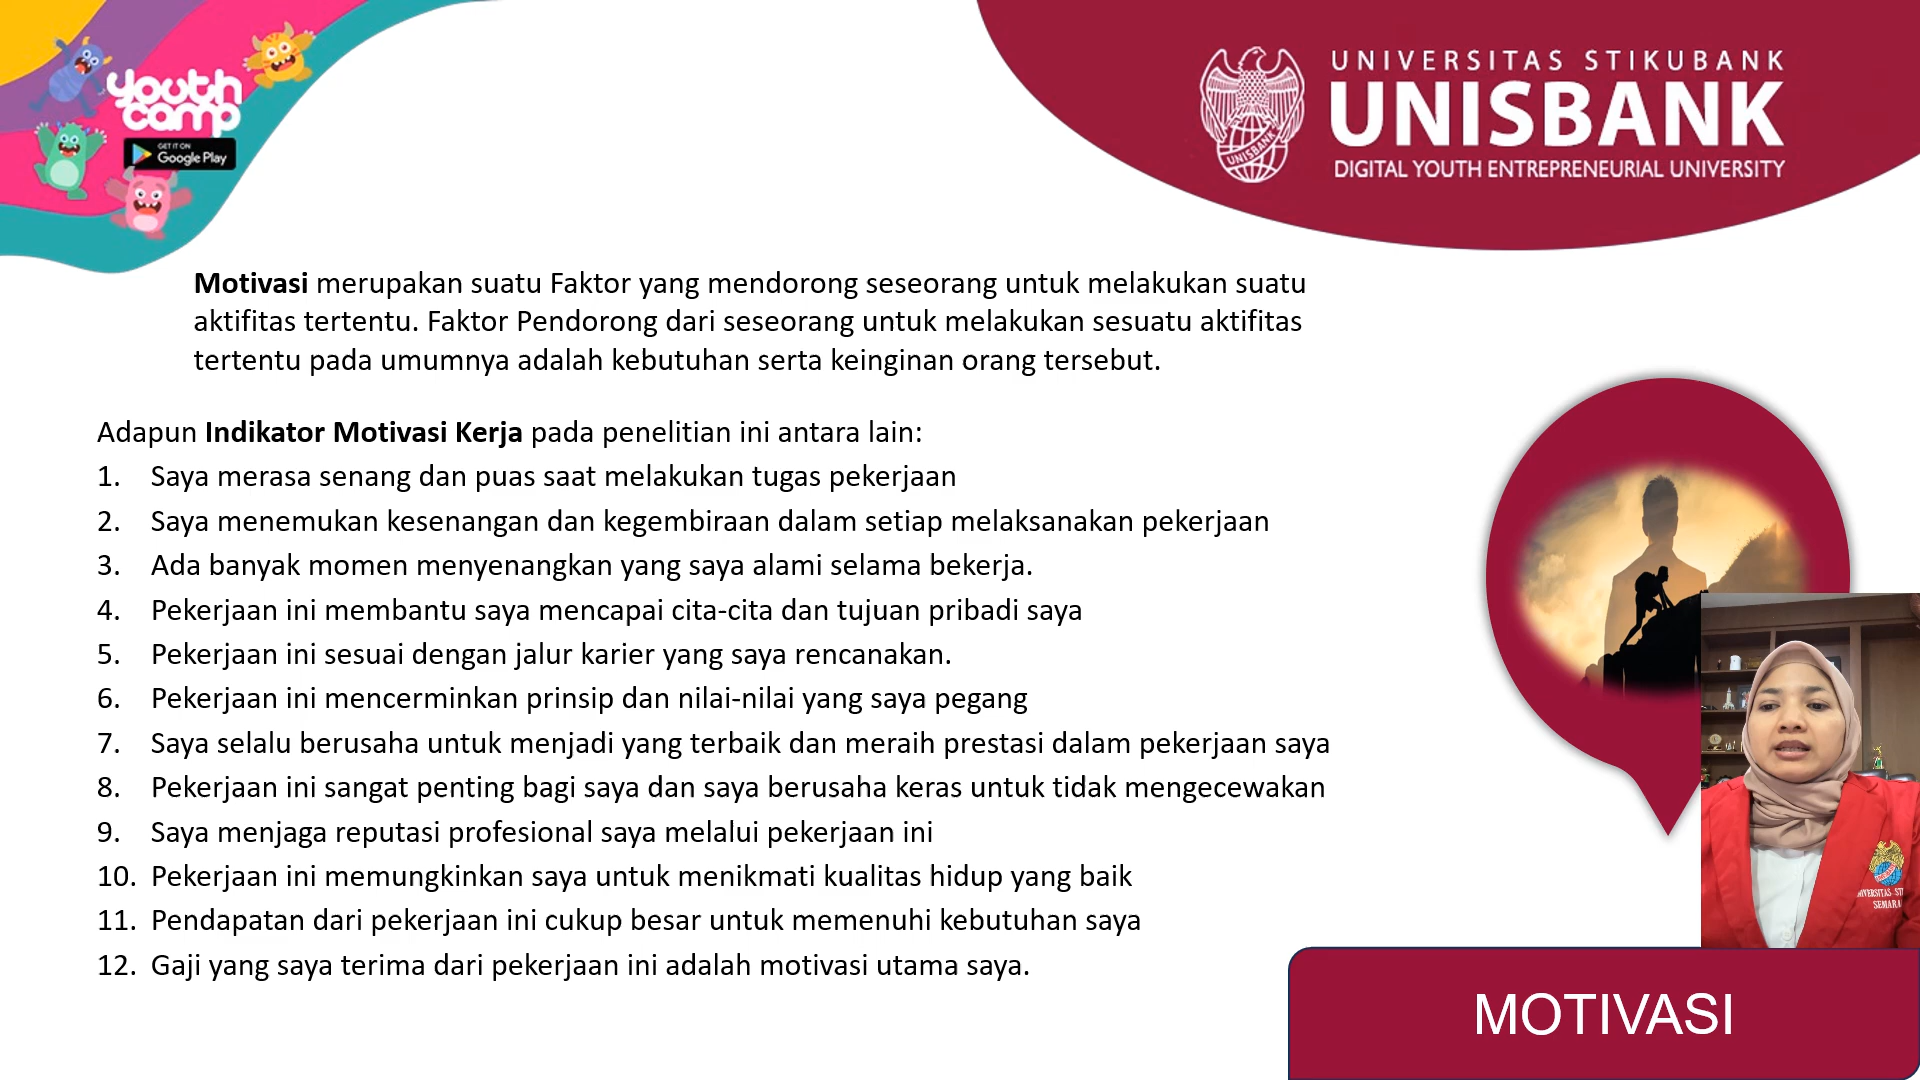 youth
camp
GET IT ON
Google Play
UNIVERSITAS STIKUBANK
UNISBANK
DIGITAL YOUTH ENTREPRENEURIAL UNIVERSITY
UNISBANK
Motivasi merupakan suatu Faktor yang mendorong seseorang untuk melakukan suatu
aktifitas tertentu. Faktor Pendorong dari seseorang untuk melakukan sesuatu aktifitas
tertentu pada umumnya adalah kebutuhan serta keinginan orang tersebut.
Adapun Indikator Motivasi Kerja pada penelitian ini antara lain:
1. Saya merasa senang dan puas saat melakukan tugas pekerjaan
2. Saya menemukan kesenangan dan kegembiraan dalam setiap melaksanakan pekerjaan
3. Ada banyak momen menyenangkan yang saya alami selama bekerja.
4. Pekerjaan ini membantu saya mencapai cita-cita dan tujuan pribadi saya
5. Pekerjaan ini sesuai dengan jalur karier yang saya rencanakan.
6. Pekerjaan ini mencerminkan prinsip dan nilai-nilai yang saya pegang
7. Saya selalu berusaha untuk menjadi yang terbaik dan meraih prestasi dalam pekerjaan saya
8. Pekerjaan ini sangat penting bagi saya dan saya berusaha keras untuk tidak mengecewakan
9. Saya menjaga reputasi profesional saya melalui pekerjaan ini
10. Pekerjaan ini memungkinkan saya untuk menikmati kualitas hidup yang baik
11. Pendapatan dari pekerjaan ini cukup besar untuk memenuhi kebutuhan saya
12. Gaji yang saya terima dari pekerjaan ini adalah motivasi utama saya.
MOTIVASI